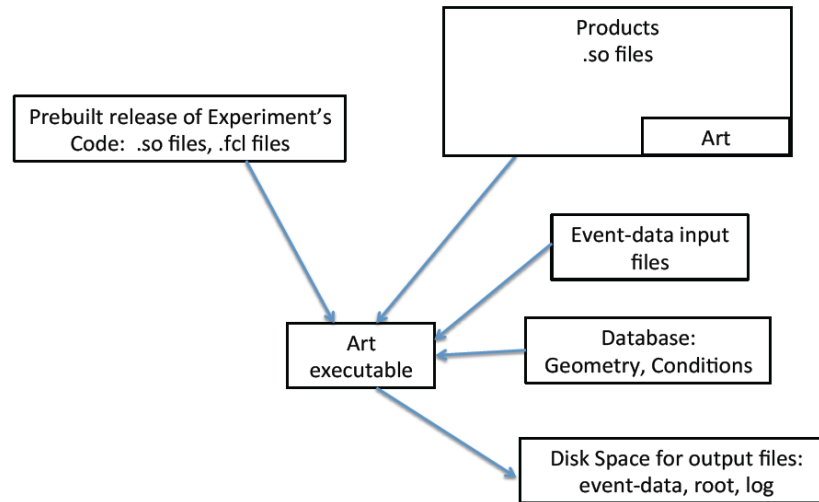 Products
.so files
Art
Prebuilt release of Experiment's
Code: .so files, .fcl files
Event-data input
files
Art
executable
Database:
Geometry, Conditions
Disk Space for output files:
event-data, root, log